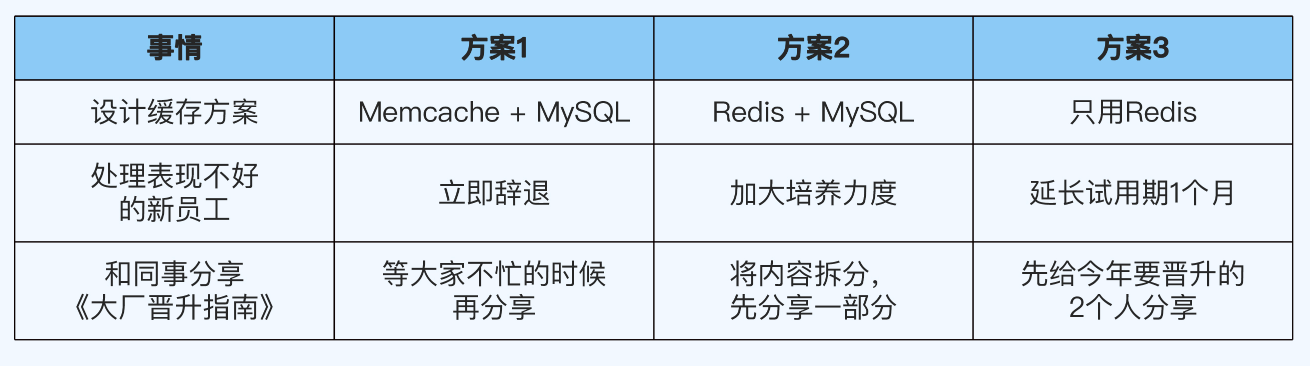 事情
方案1
方案2
方案3
设计缓存方案
Memcache + MySQL
Redis + MySQL
只用Redis
处理表现不好
的新员工
立即辞退
加大培养力度
延长试用期1个月
和同事分享
《大厂晋升指南》
等大家不忙的时候
再分享
将内容拆分，
先分享一部分
先给今年要晋升的
2个人分享